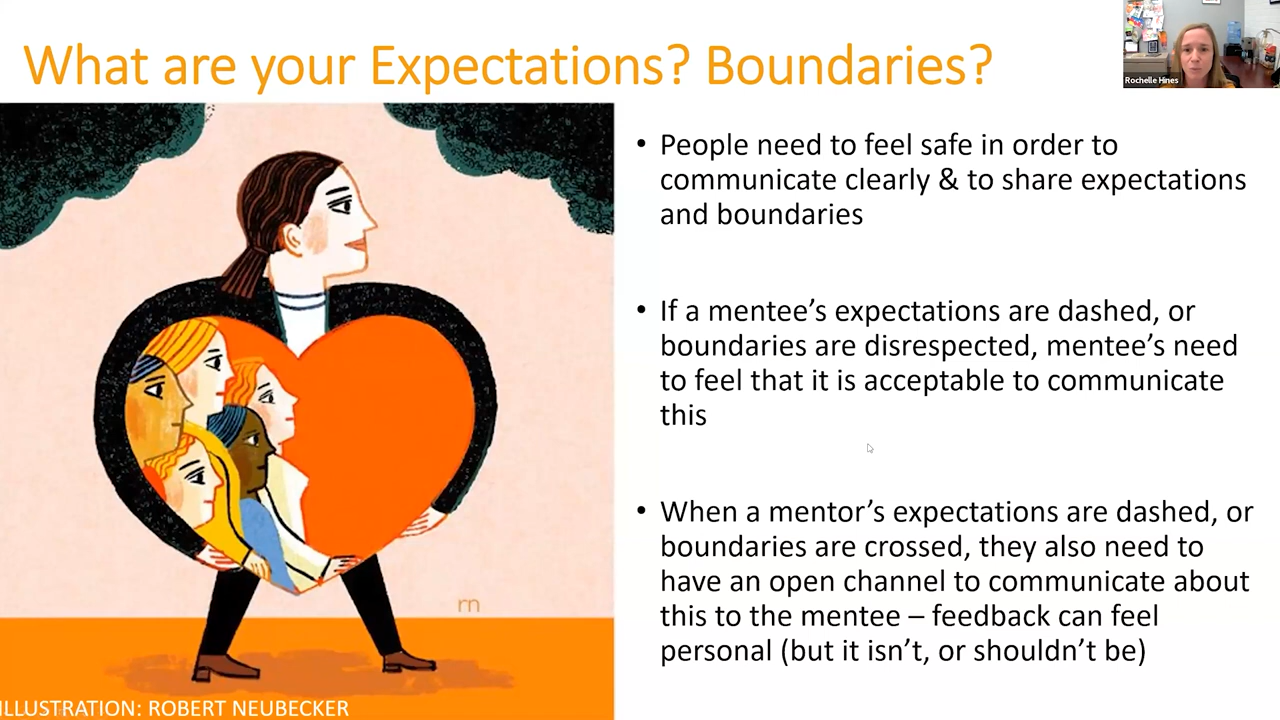 What are your Expectations? Boundaries?
Rochelle Hines
• People need to feel safe in order to
communicate clearly & to share expectations
and boundaries
• If a mentee’s expectations are dashed, or
boundaries are disrespected, mentee’s need
to feel that it is acceptable to communicate
this
• When a mentor’s expectations are dashed, or
boundaries are crossed, they also need to
have an open channel to communicate about
this to the mentee – feedback can feel
personal (but it isn’t, or shouldn’t be)
rn
ILLUSTRATION: ROBERT NEUBECKER